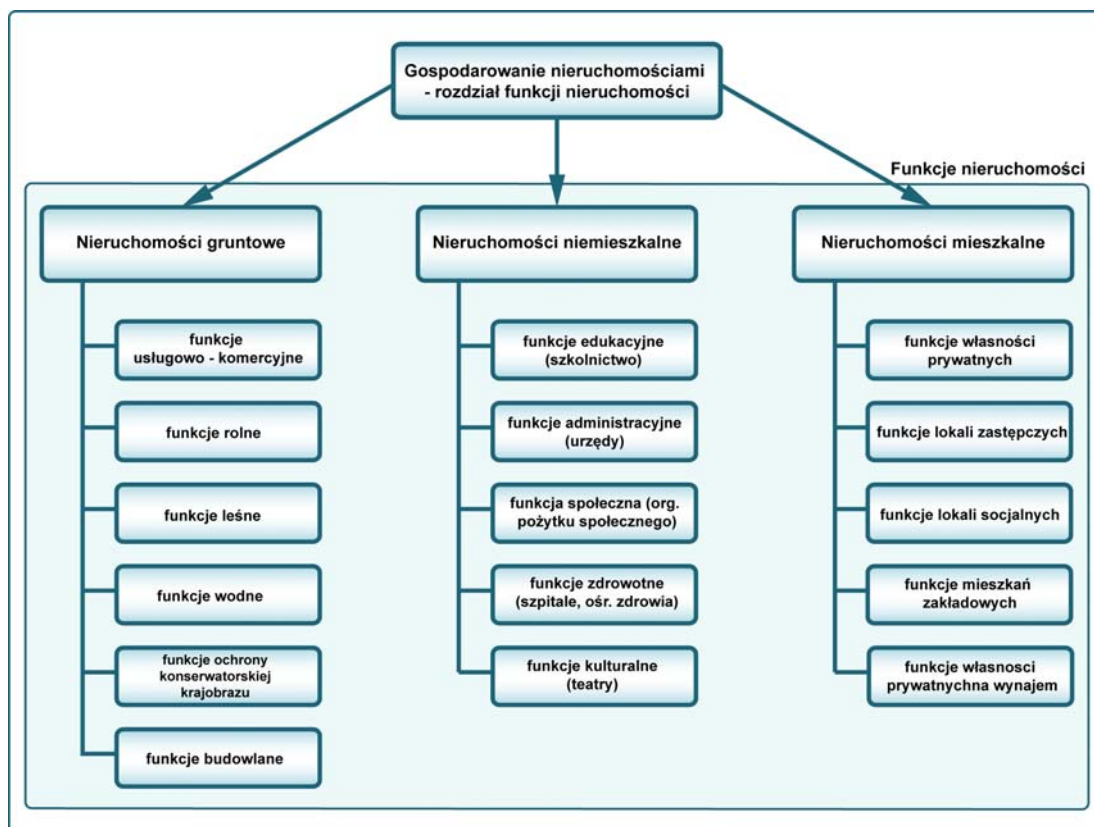 Gospodarowanie nieruchomościami
- rozdział funkcji nieruchomości
Funkcje nieruchomości
Nieruchomości gruntowe
funkcje
usługowo - komercyjne
funkcje rolne
funkcje leśne
funkcje wodne
funkcje ochrony
konserwatorskiej
krajobrazu
funkcje budowlane
Nieruchomości niemieszkalne
funkcje edukacyjne
(szkolnictwo)
funkcje administracyjne
(urzędy)
funkcja społeczna (org.
pożytku społecznego)
funkcje zdrowotne
(szpitale, ośr. zdrowia)
funkcje kulturalne
(teatry)
Nieruchomości mieszkalne
funkcje własności
prywatnych
funkcje lokali zastępczych
funkcje lokali socjalnych
funkcje mieszkań
zakładowych
funkcje własnosci
prywatnychna wynajem